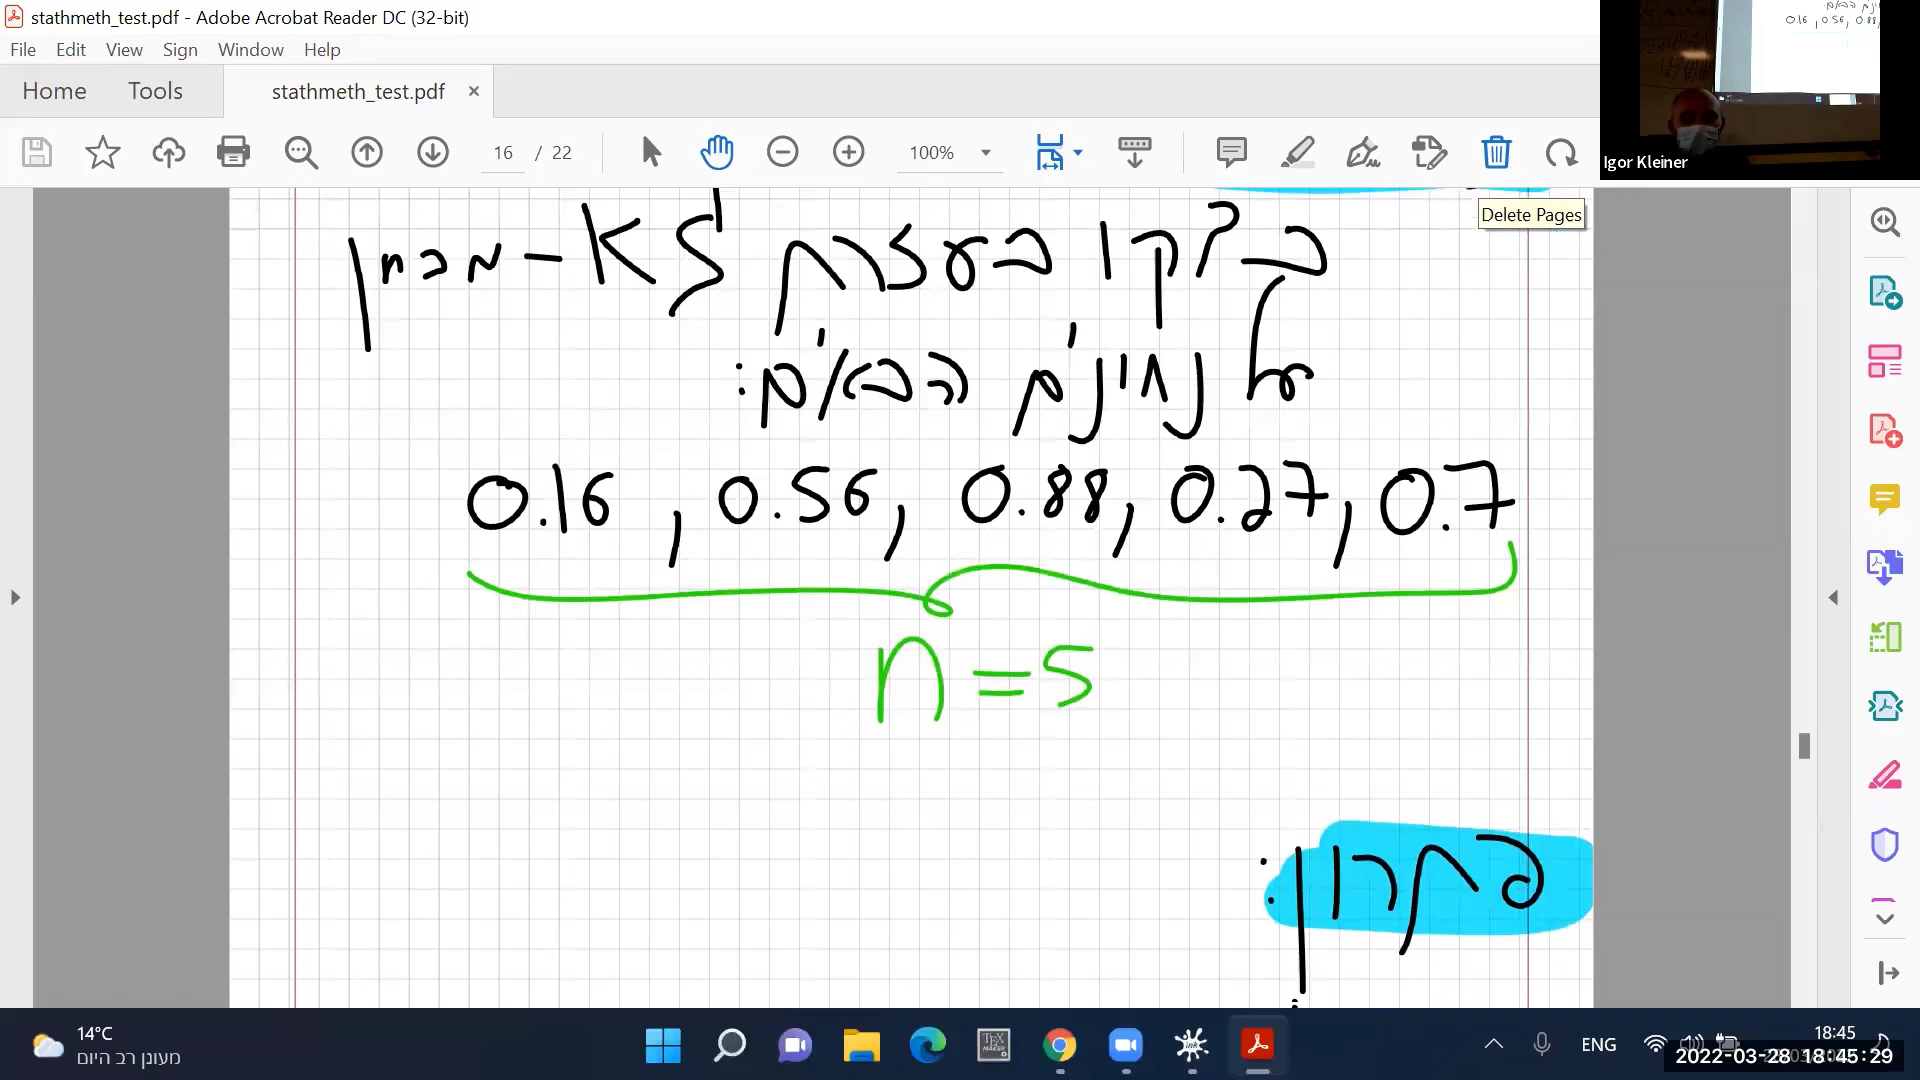 stathmeth_test.pdf - Adobe Acrobat Reader DC (32-bit)
File Edit View Sign Window Help
Home Tools stathmeth_test.pdf ×
16 / 22 100%
Igor Kleiner
Delete Pages
בדקו בעזרת KS - מבחן
על נתונים הבאים:
0.16 , 0.56, 0.88, 0.27, 0.7
n = 5
פתרון:
14°C
מעונן רב היום
ENG
18:45
2022-03-28 18:45:29